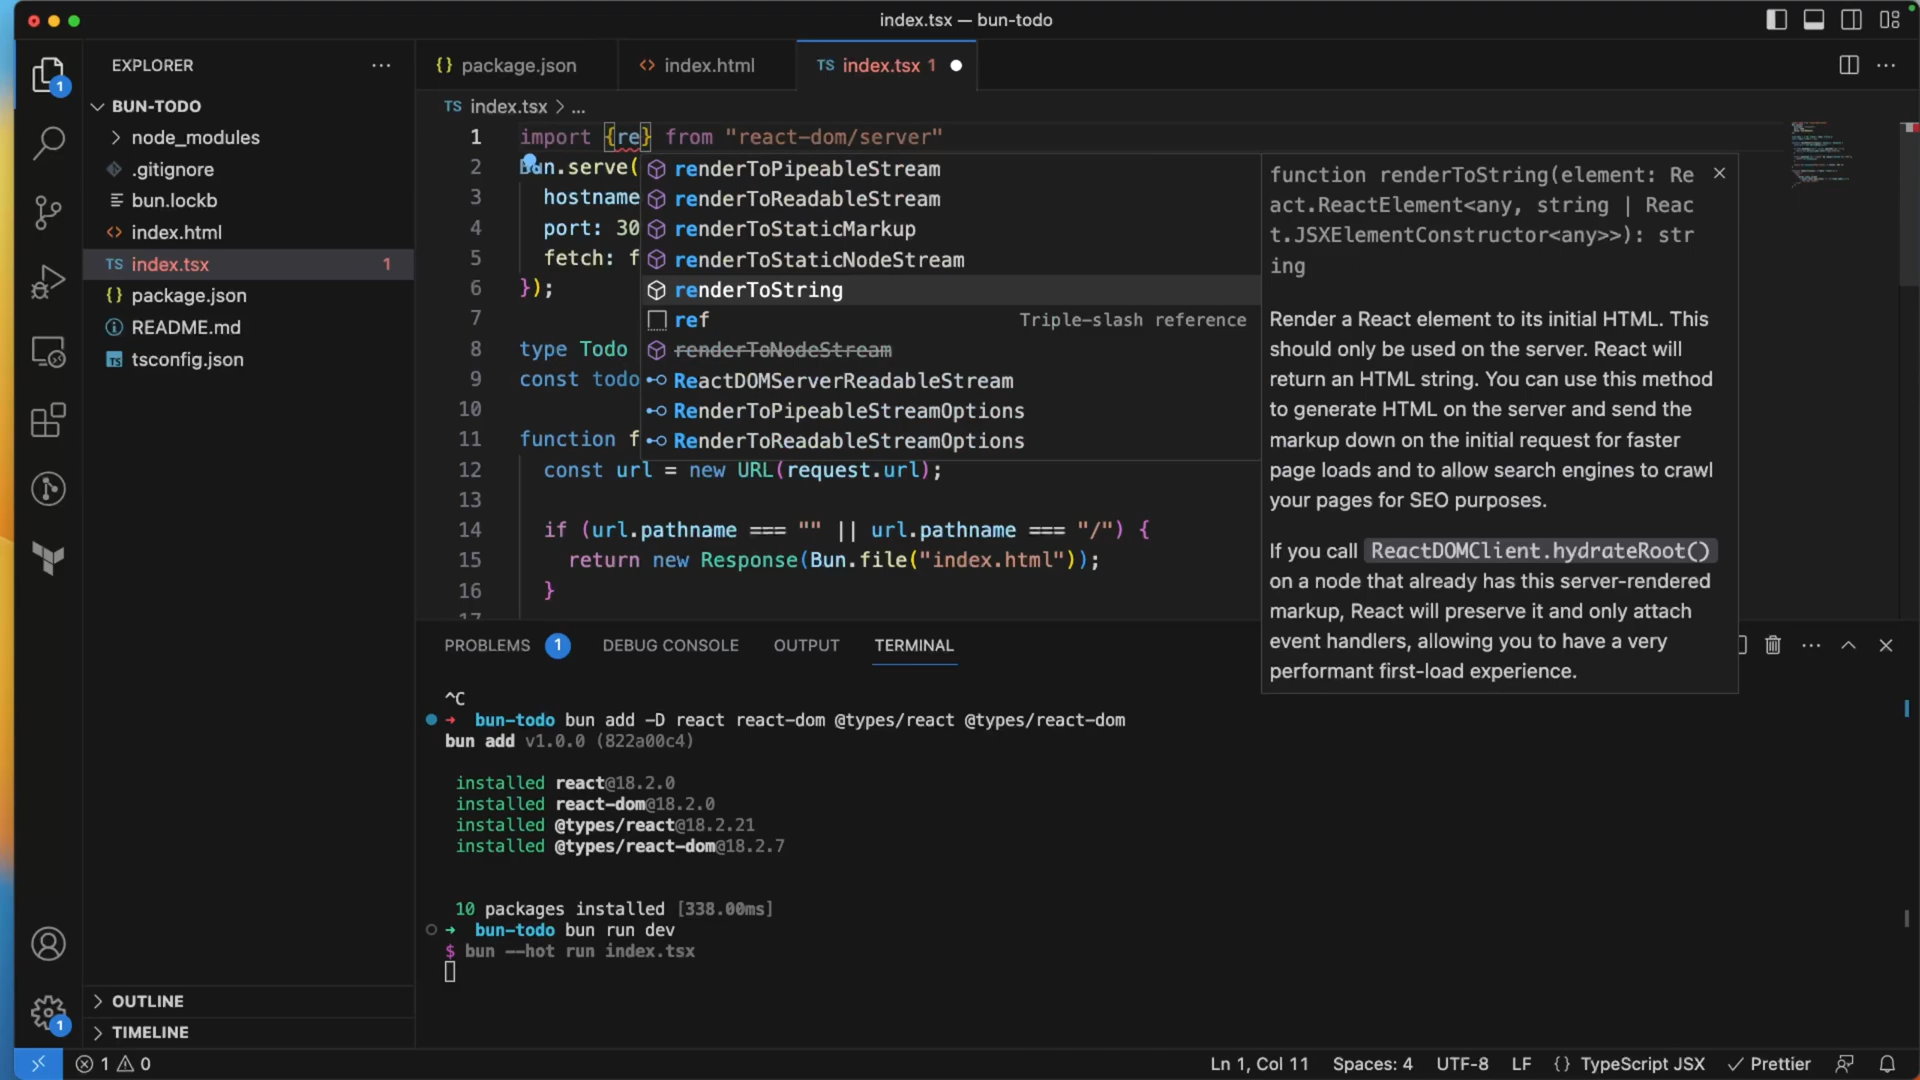 index.tsx — bun-todo
EXPLORER
BUN-TODO
node_modules
.gitignore
bun.lockb
index.html
index.tsx 1
package.json
README.md
tsconfig.json
OUTLINE
TIMELINE
1
1
{} package.json
<> index.html
TS index.tsx 1
TS index.tsx > ...
1 import {re} from "react-dom/server"
2 Bun.serve(
3 hostname
4 port: 30
5 fetch: f
6 });
7
8 type Todo
9 const todo
10
11 function f
12 const url = new URL(request.url);
13
14 if (url.pathname === "" || url.pathname === "/") {
15 return new Response(Bun.file("index.html"));
16 }
17
renderToPipeableStream
renderToReadableStream
renderToStaticMarkup
renderToStaticNodeStream
renderToString
ref Triple-slash reference
renderToNodeStream
ReactDOMServerReadableStream
RenderToPipeableStreamOptions
RenderToReadableStreamOptions
function renderToString(element: Re
act.ReactElement<any, string | Reac
t.JSXElementConstructor<any>>): str
ing
Render a React element to its initial HTML. This
should only be used on the server. React will
return an HTML string. You can use this method
to generate HTML on the server and send the
markup down on the initial request for faster
page loads and to allow search engines to crawl
your pages for SEO purposes.
If you call ReactDOMClient.hydrateRoot()
on a node that already has this server-rendered
markup, React will preserve it and only attach
event handlers, allowing you to have a very
performant first-load experience.
PROBLEMS 1 DEBUG CONSOLE OUTPUT TERMINAL
^C
➜ bun-todo bun add -D react react-dom @types/react @types/react-dom
bun add v1.0.0 (822a00c4)
installed react@18.2.0
installed react-dom@18.2.0
installed @types/react@18.2.21
installed @types/react-dom@18.2.7
10 packages installed [338.00ms]
➜ bun-todo bun run dev
$ bun --hot run index.tsx
1 0
Ln 1, Col 11 Spaces: 4 UTF-8 LF {} TypeScript JSX Prettier